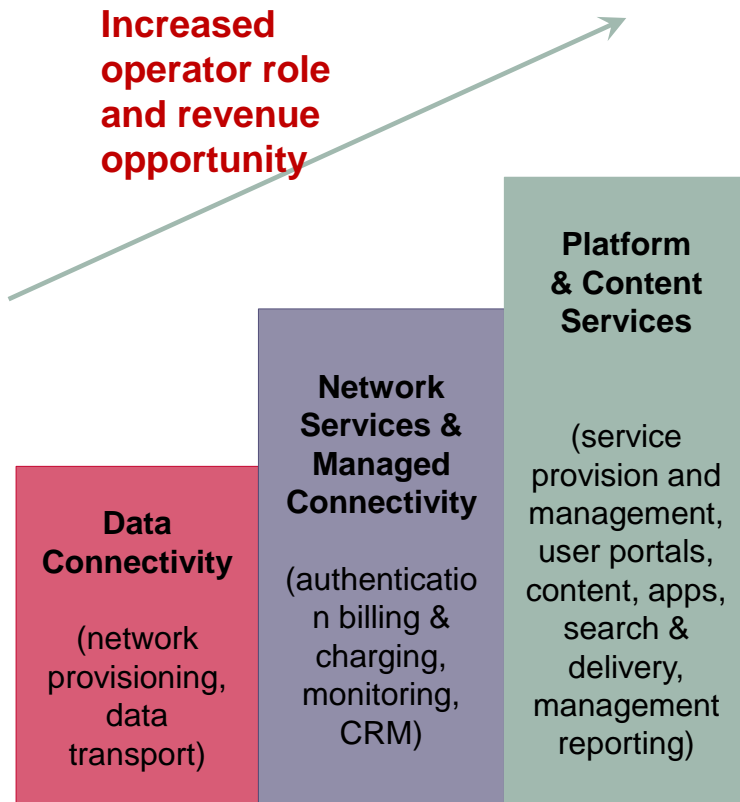 Increased
operator role
and revenue
opportunity
Data
Connectivity
(network
provisioning,
data
transport)
Network
Services &
Managed
Connectivity
(authenticatio
n billing &
charging,
monitoring,
CRM)
Platform
& Content
Services
(service
provision and
management,
user portals,
content, apps,
search &
delivery,
management
reporting)